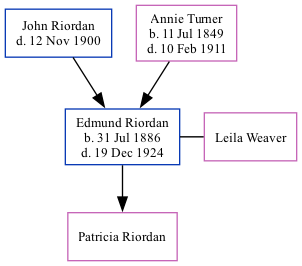 John Riordan
d. 12 Nov 1900
Annie Turner
b. 11 Jul 1849
d. 10 Feb 1911
Edmund Riordan
b. 31 Jul 1886
d. 19 Dec 1924
Leila Weaver
Patricia Riordan